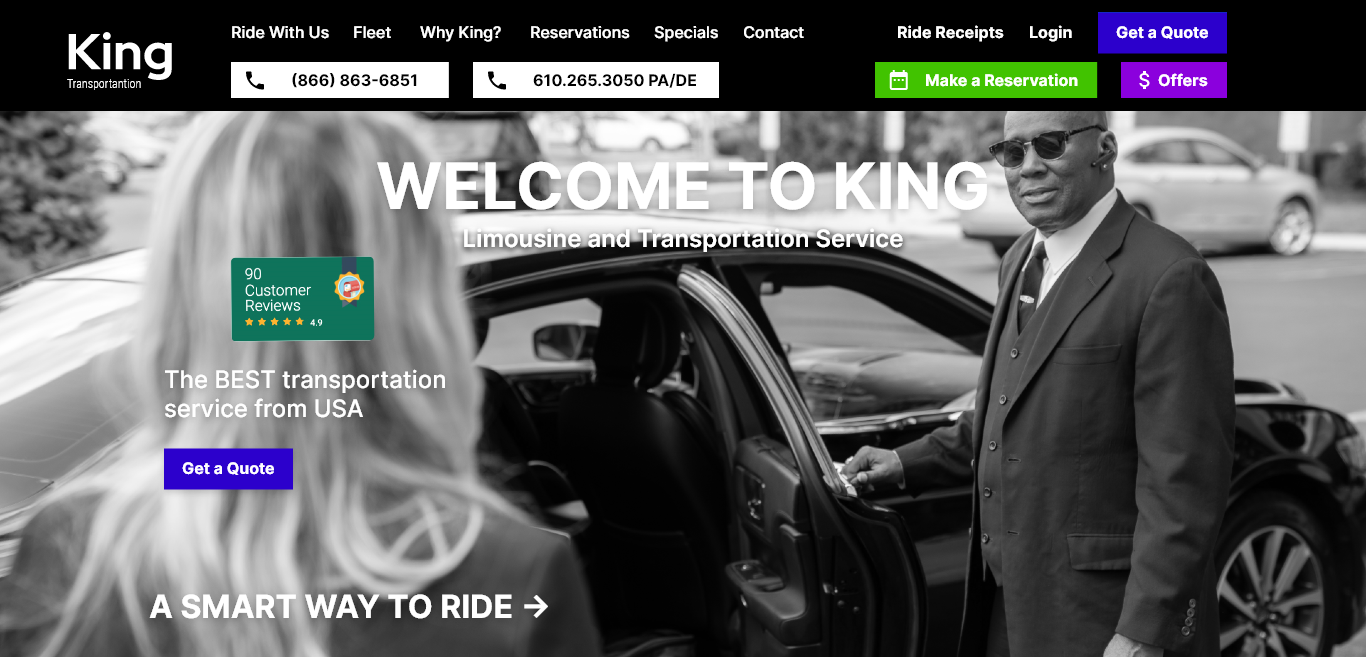 King
Transportantion
Ride With Us
Fleet
Why King?
Reservations
Specials
Contact
Ride Receipts
Login
Get a Quote
(866) 863-6851
610.265.3050 PA/DE
Make a Reservation
$ Offers
WELCOME TO KING
Limousine and Transportation Service
90
Customer
Reviews
4.9
The BEST transportation
service from USA
Get a Quote
A SMART WAY TO RIDE →